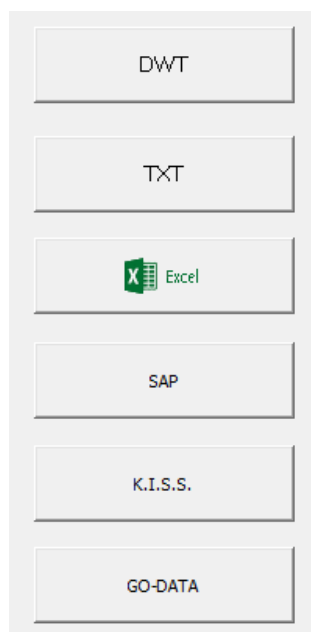 DWT
TXT
Excel
SAP
K.I.S.S.
GO-DATA